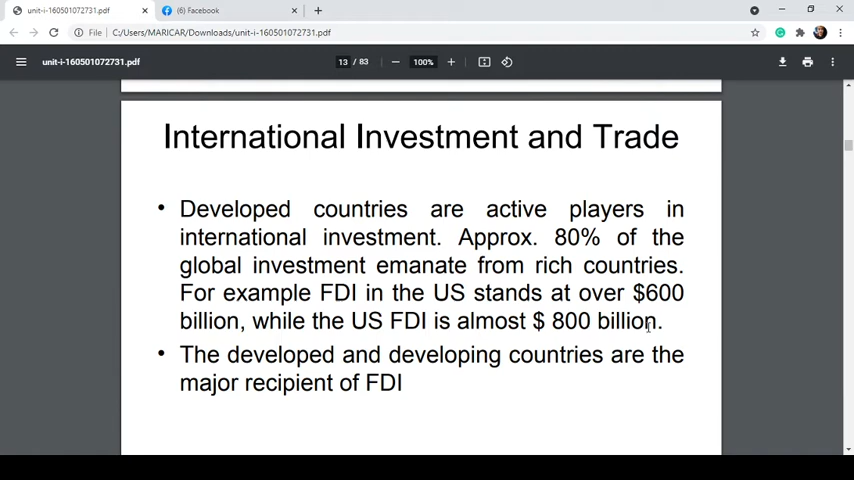 unit-i-160501072731.pdf
(6) Facebook
File
C:/Users/MARICAR/Downloads/unit-i-160501072731.pdf
unit-i-160501072731.pdf
13 / 83
100%
International Investment and Trade
• Developed countries are active players in
international investment. Approx. 80% of the
global investment emanate from rich countries.
For example FDI in the US stands at over $600
billion, while the US FDI is almost $ 800 billion.
• The developed and developing countries are the
major recipient of FDI